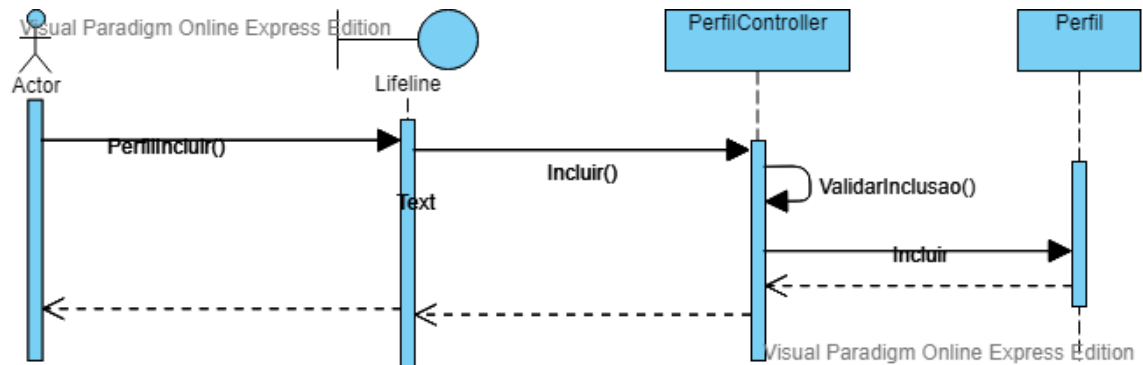 Visual Paradigm Online Express Edition
PerfilController
Perfil
Actor
Lifeline
PerfilIncluir()
Incluir()
ValidarInclusao()
Text
Incluir
Visual Paradigm Online Express Edition